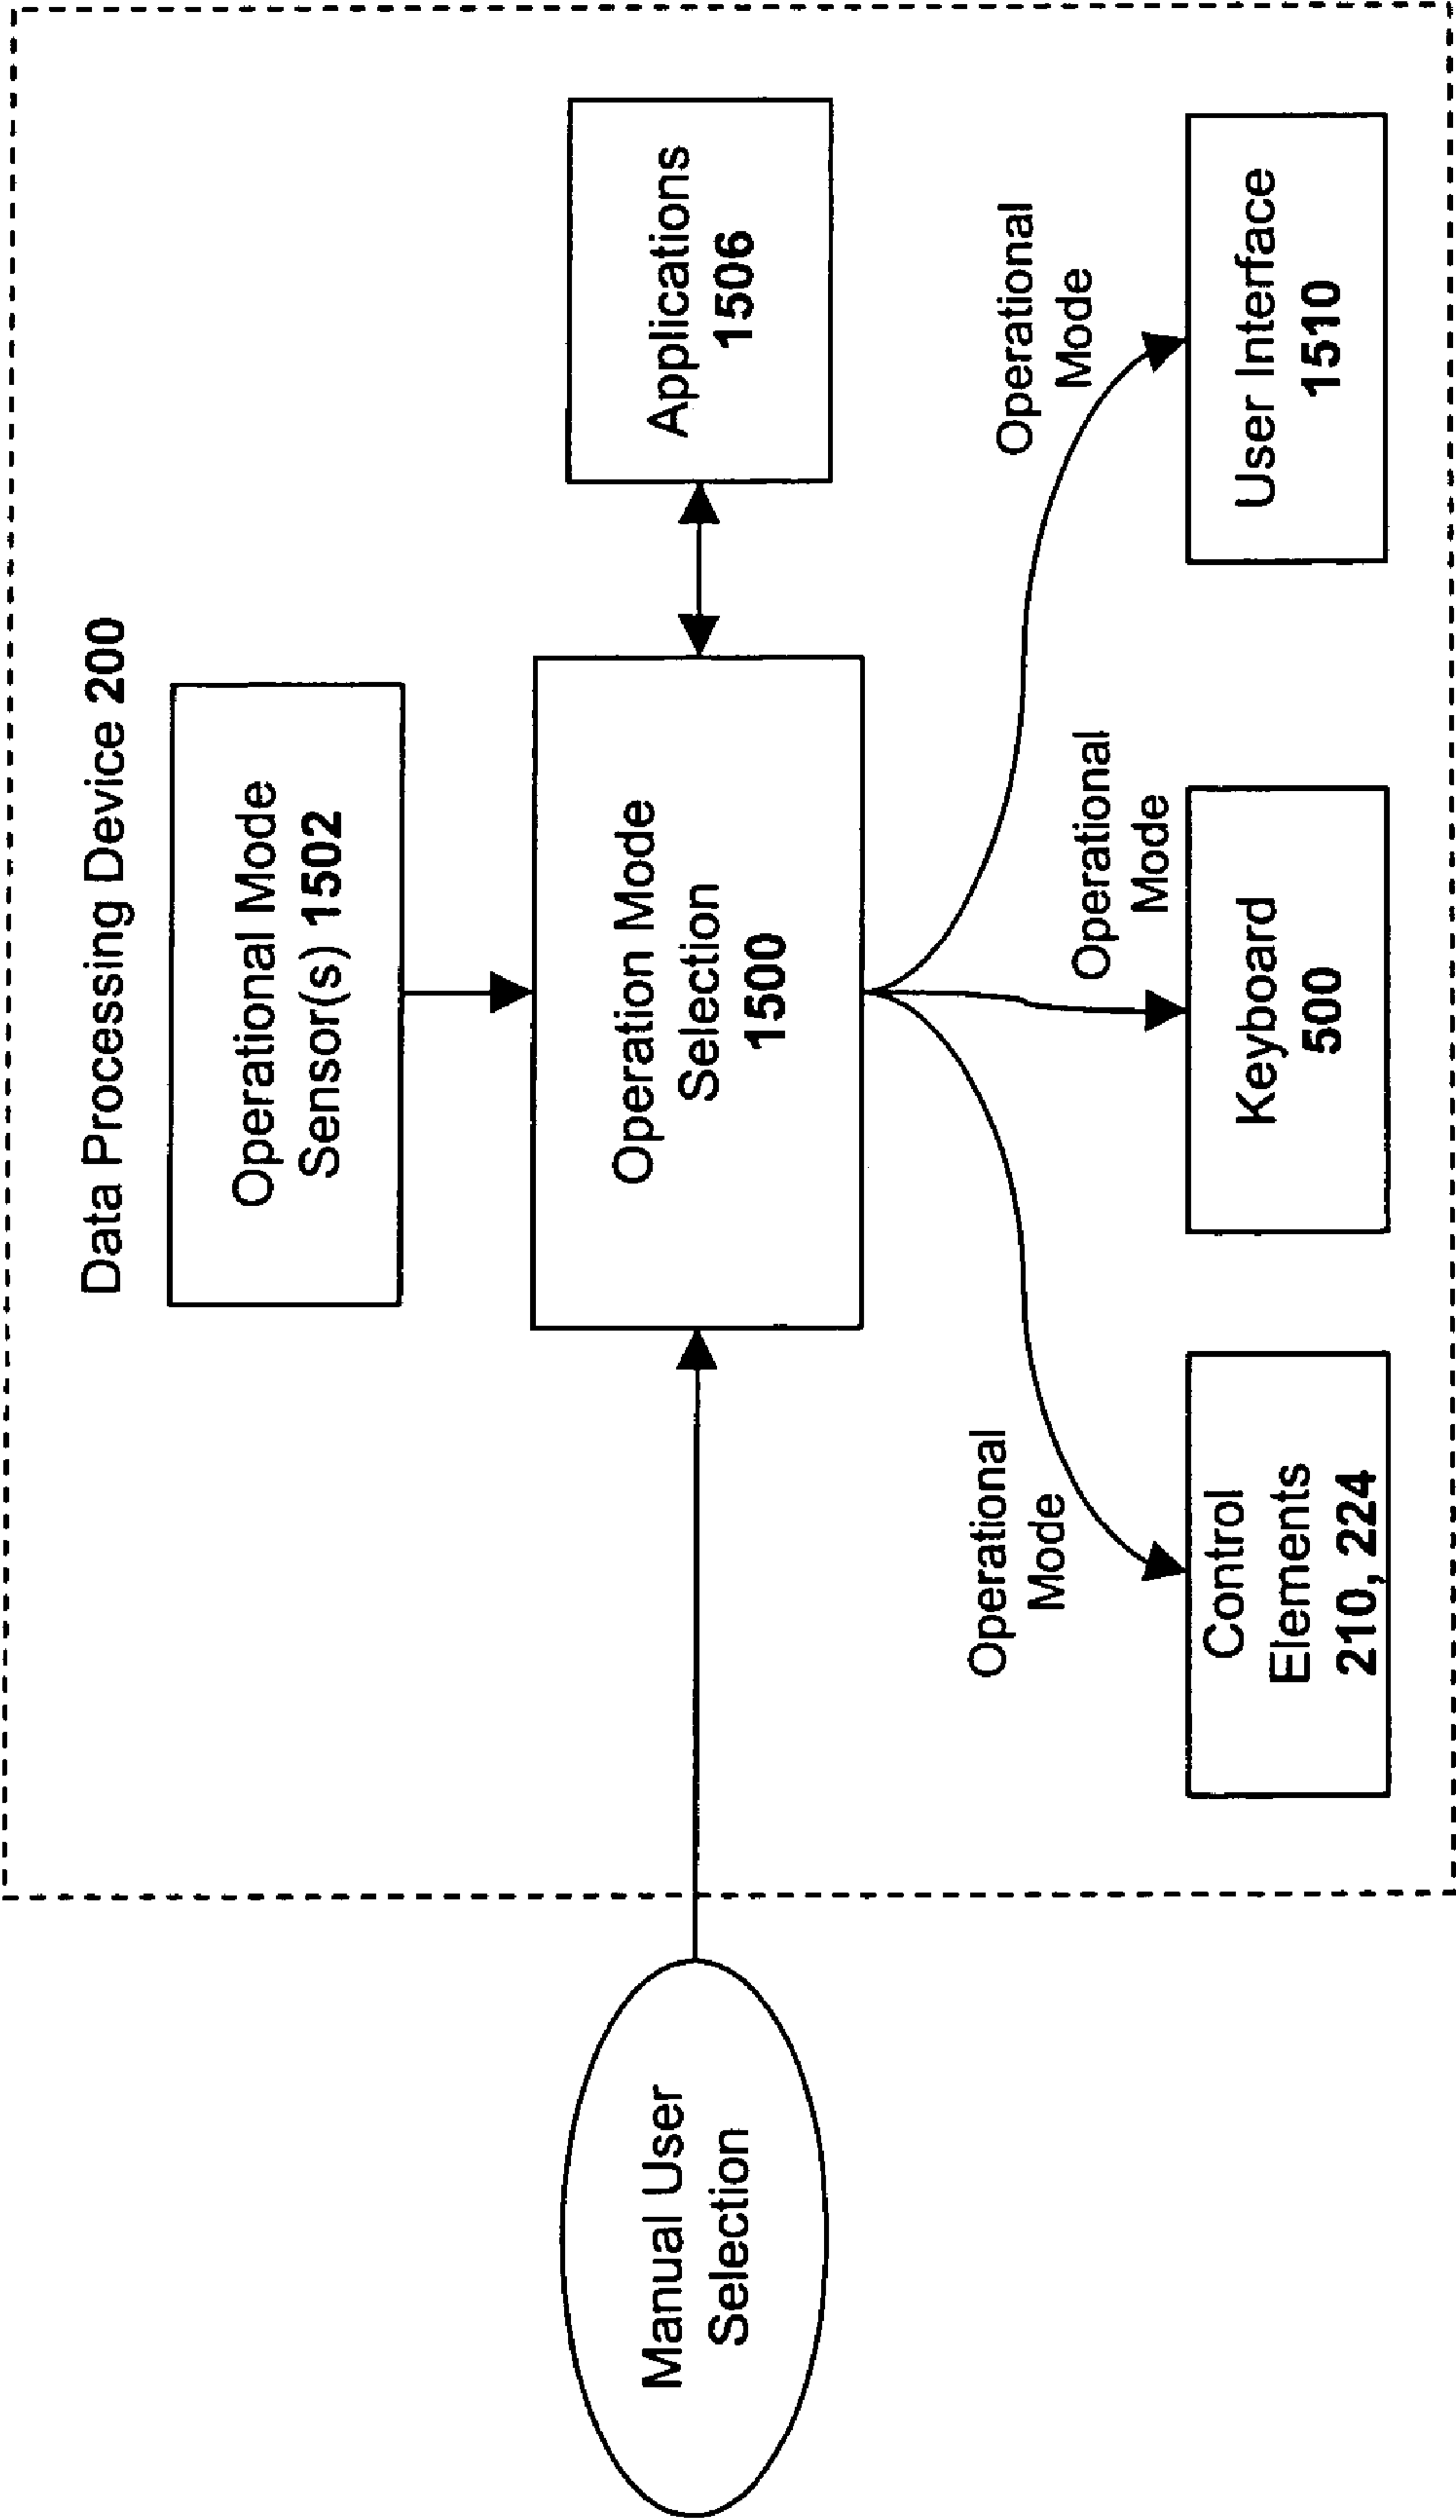 Data Processing Device 200
Operational Mode
Sensor(s) 1502
Manual User
Selection
Operation Mode
Selection
1500
Applications
1506
Operational
Mode
Operational
Mode
Operational
Mode
Control
Elements
210, 224
Keyboard
500
User Interface
1510